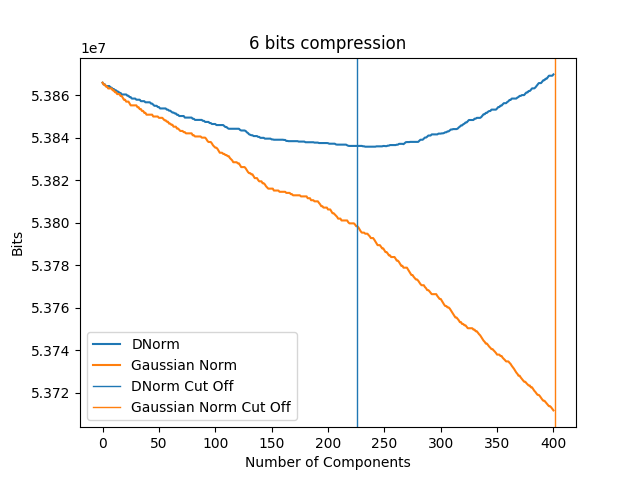 6 bits compression
1e7
5.386
5.384
5.382
5.380
5.378
5.376
5.374
5.372
Bits
DNorm
Gaussian Norm
DNorm Cut Off
Gaussian Norm Cut Off
0 50 100 150 200 250 300 350 400
Number of Components